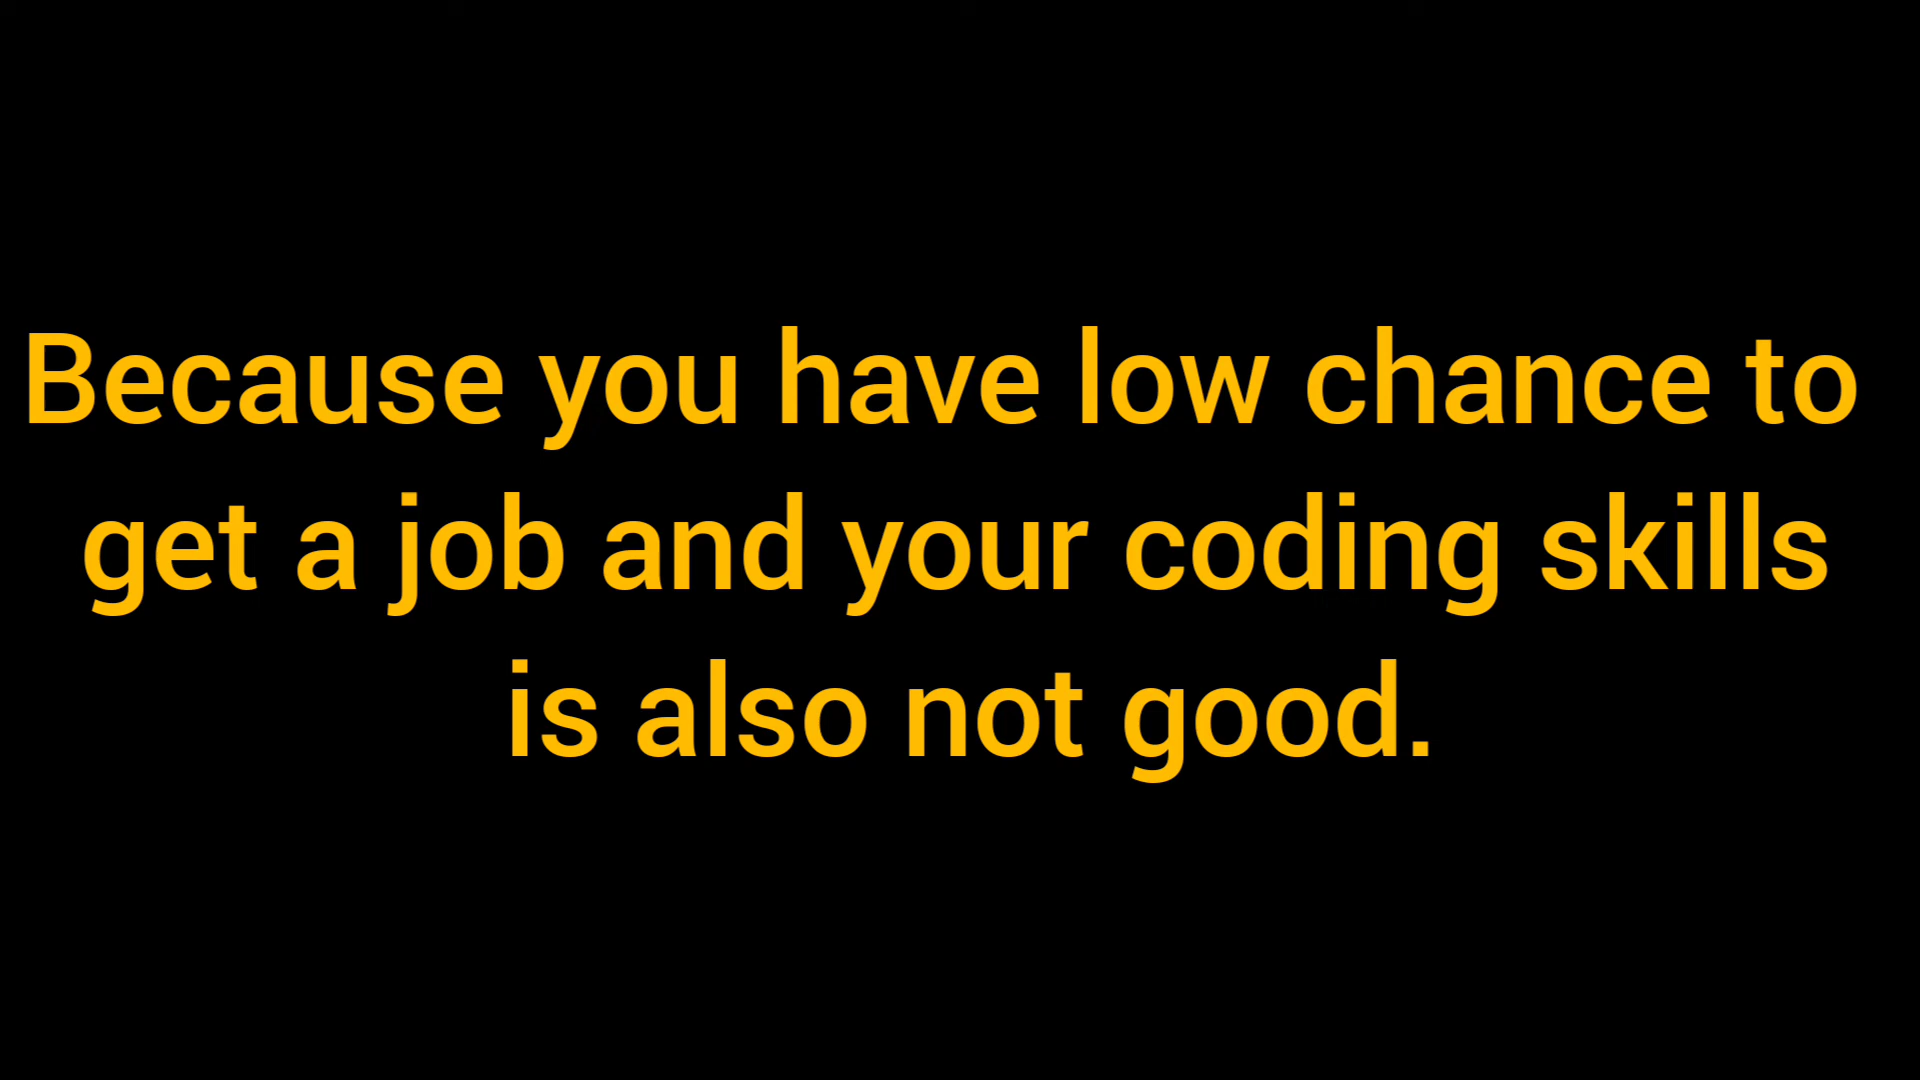 Because you have low chance to
get a job and your coding skills
is also not good.